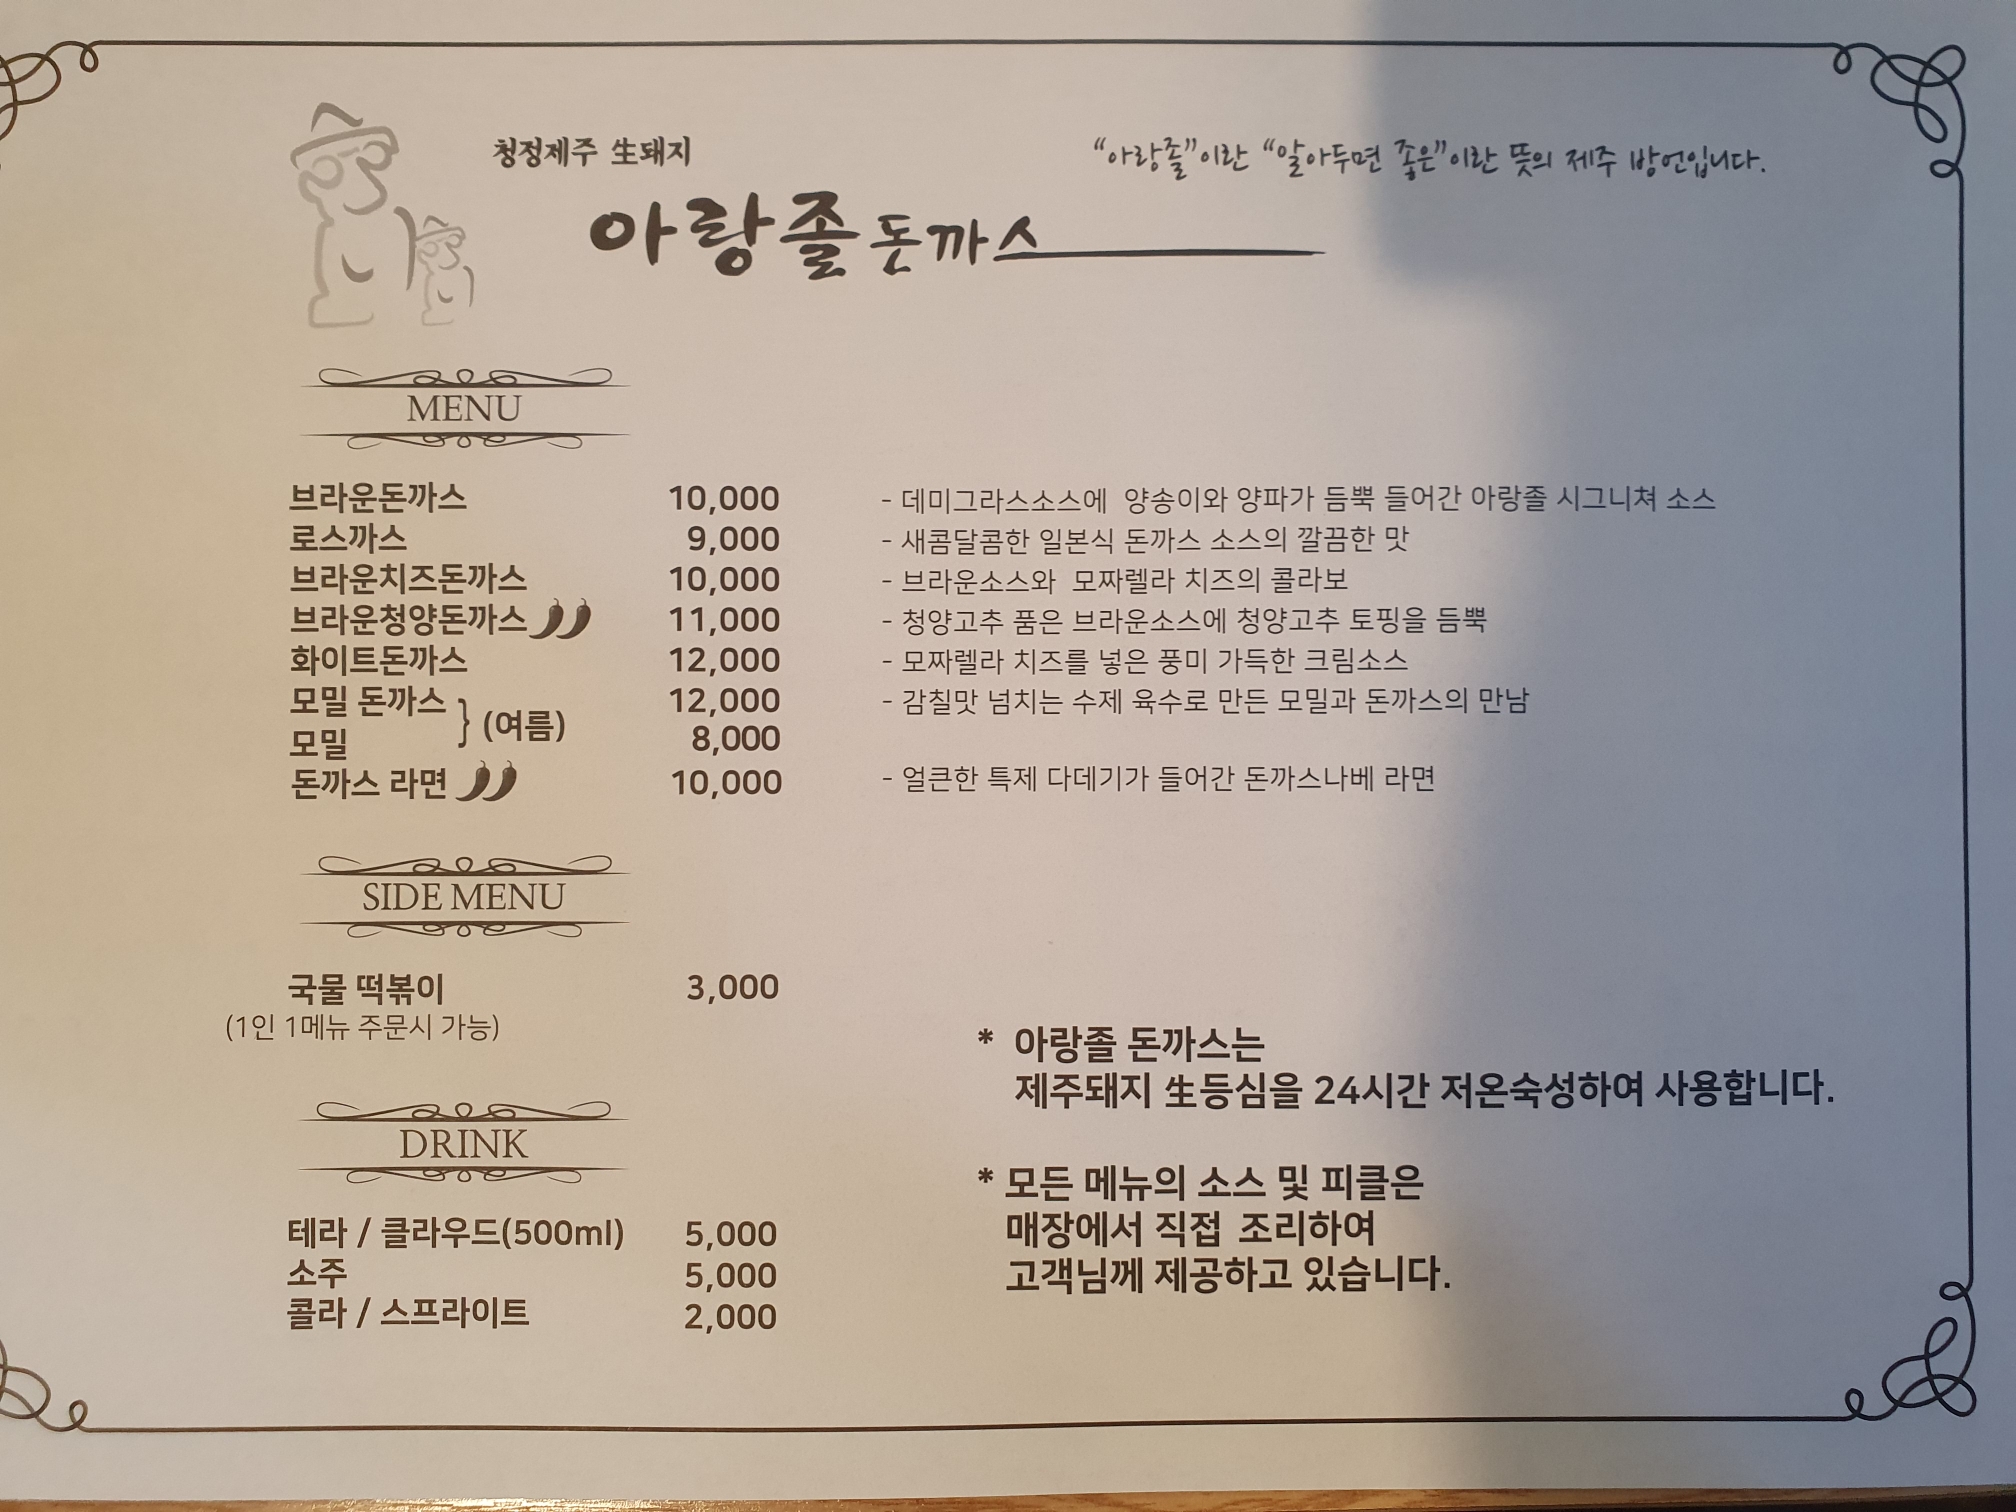 청정제주 生돼지
"아랑졸"이란 "알아두면 좋은"이란 뜻의 제주 방언입니다.
아랑졸 돈까스
MENU
브라운돈까스 10,000 - 데미그라스소스에 양송이와 양파가 듬뿍 들어간 아랑졸 시그니쳐 소스
로스까스 9,000 - 새콤달콤한 일본식 돈까스 소스의 깔끔한 맛
브라운치즈돈까스 10,000 - 브라운소스와 모짜렐라 치즈의 콜라보
브라운청양돈까스 11,000 - 청양고추 품은 브라운소스에 청양고추 토핑을 듬뿍
화이트돈까스 12,000 - 모짜렐라 치즈를 넣은 풍미 가득한 크림소스
모밀 돈까스 12,000 - 감칠맛 넘치는 수제 육수로 만든 모밀과 돈까스의 만남
} (여름)
모밀 8,000
돈까스 라면 10,000 - 얼큰한 특제 다데기가 들어간 돈까스나베 라면
SIDE MENU
국물 떡볶이 3,000
(1인 1메뉴 주문시 가능)
* 아랑졸 돈까스는
제주돼지 生등심을 24시간 저온숙성하여 사용합니다.
DRINK
* 모든 메뉴의 소스 및 피클은
매장에서 직접 조리하여
고객님께 제공하고 있습니다.
테라 / 클라우드(500ml) 5,000
소주 5,000
콜라 / 스프라이트 2,000